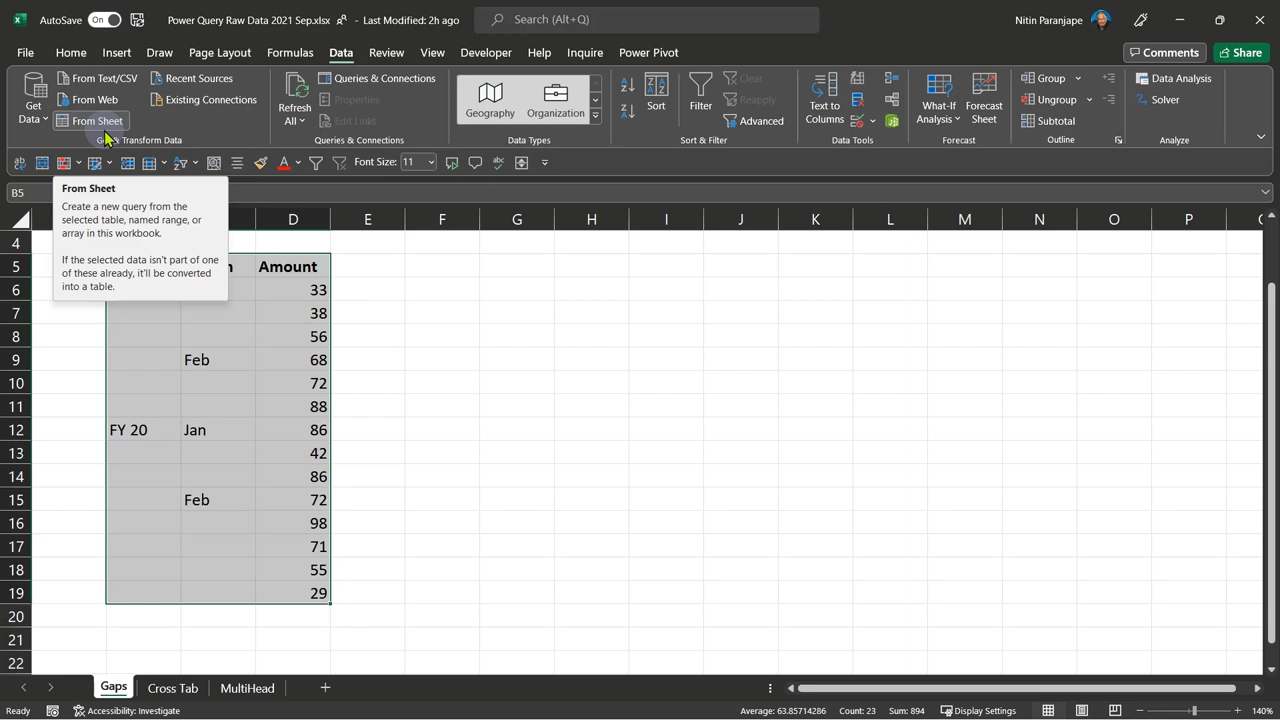 AutoSave On Power Query Raw Data 2021 Sep.xlsx • Last Modified: 2h ago Search (Alt+Q) Nitin Paranjape
File Home Insert Draw Page Layout Formulas Data Review View Developer Help Inquire Power Pivot Comments Share
Get Data
From Text/CSV
From Web
From Sheet
Recent Sources
Existing Connections
Get & Transform Data
Refresh All
Queries & Connections
Properties
Edit Links
Queries & Connections
Geography
Organization
Data Types
Sort
Filter
Clear
Reapply
Advanced
Sort & Filter
Text to Columns
Data Tools
What-If Analysis
Forecast Sheet
Forecast
Group
Ungroup
Subtotal
Outline
Data Analysis
Solver
Analyze
Font Size: 11
B5
From Sheet
Create a new query from the
selected table, named range, or
array in this workbook.
If the selected data isn't part of one
of these already, it'll be converted
into a table.
D E F G H I J K L M N O P
4
5 Amount
6 33
7 38
8 56
9 Feb 68
10 72
11 88
12 FY 20 Jan 86
13 42
14 86
15 Feb 72
16 98
17 71
18 55
19 29
20
21
22
Gaps Cross Tab MultiHead
Ready Accessibility: Investigate Average: 63.85714286 Count: 23 Sum: 894 Display Settings 140%